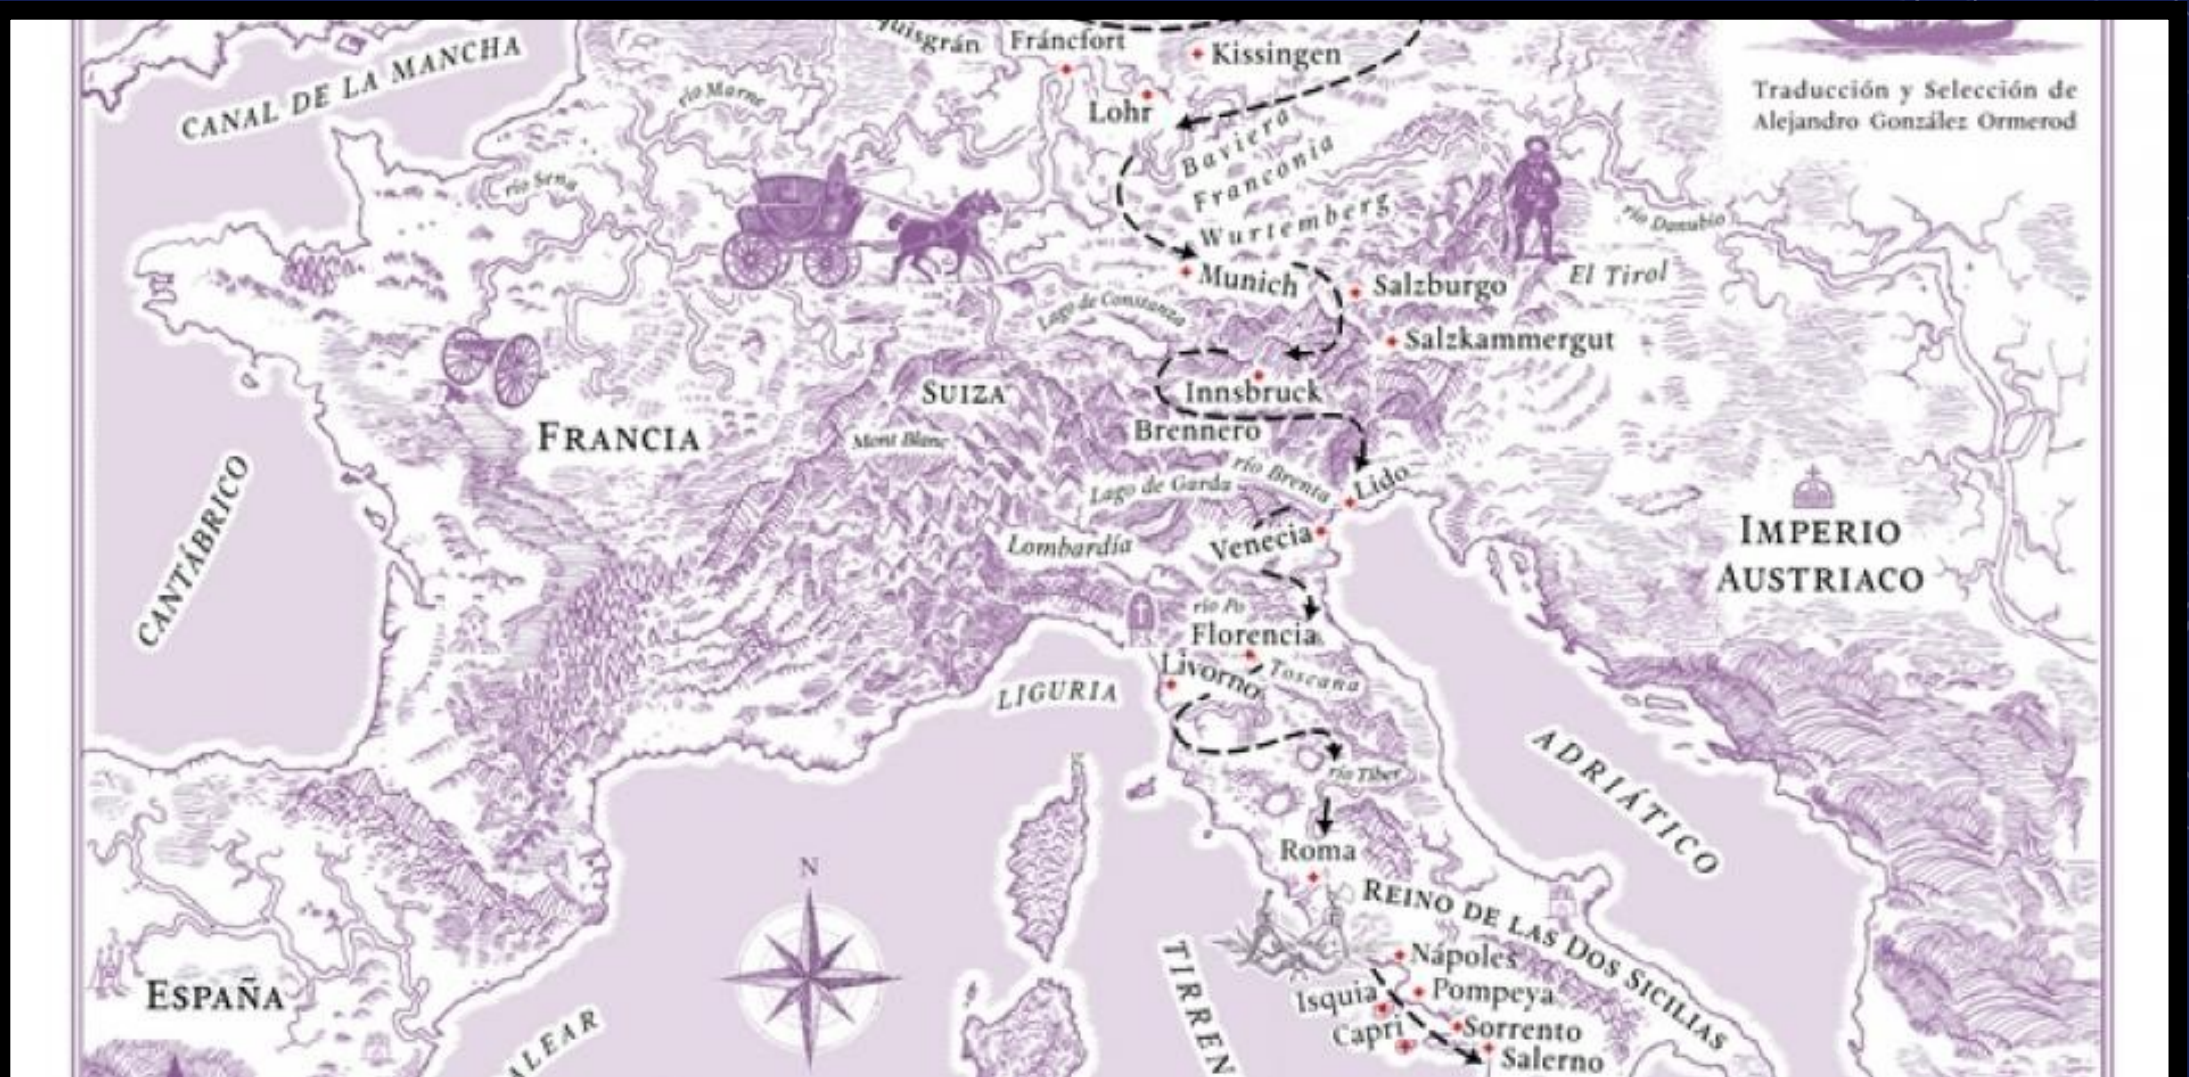 Fráncfort
Kissingen
CANAL DE LA MANCHA
río Marne
Lohr
Traducción y Selección de
Alejandro González Ormerod
Baviera
Franconia
río Sena
Wurtemberg
río Danubio
Munich
Salzburgo
El Tirol
Lago de Constanza
Salzkammergut
SUIZA
Innsbruck
FRANCIA
Mont Blanc
Brennero
CANTÁBRICO
río Brenta
Lido
Lago de Garda
IMPERIO
AUSTRIACO
Lombardía
Venecia
río Po
Florencia
Livorno
Toscana
LIGURIA
ADRIÁTICO
río Tiber
Roma
N
REINO DE LAS DOS SICILIAS
TIRREN
Nápoles
ESPAÑA
Isquia
Pompeya
Capri
Sorrento
Salerno
ALEAR